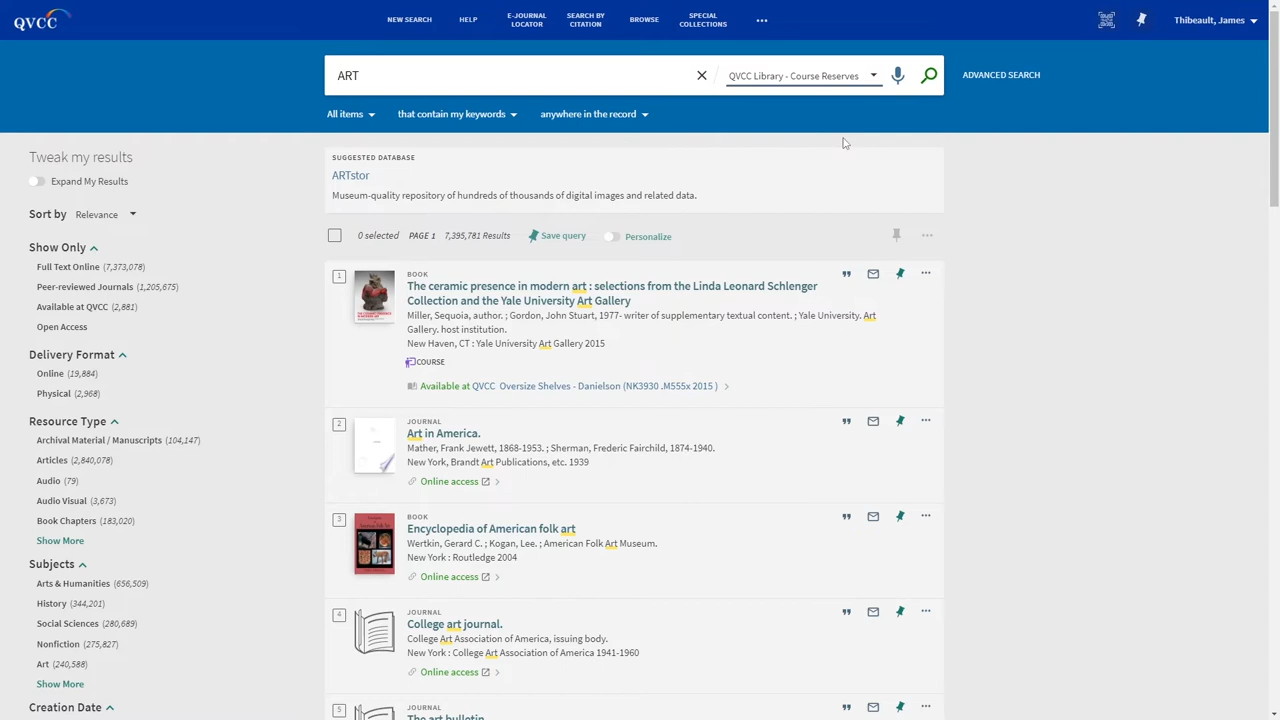 QVCC
NEW SEARCH
HELP
E-JOURNAL
LOCATOR
SEARCH BY
CITATION
BROWSE
SPECIAL
COLLECTIONS
Thibeault, James
ART
QVCC Library - Course Reserves
ADVANCED SEARCH
All items
that contain my keywords
anywhere in the record
Tweak my results
Expand My Results
Sort by Relevance
Show Only
Full Text Online (7,373,078)
Peer-reviewed Journals (1,205,675)
Available at QVCC (2,881)
Open Access
Delivery Format
Online (19,884)
Physical (2,968)
Resource Type
Archival Material / Manuscripts (104,147)
Articles (2,840,078)
Audio (79)
Audio Visual (3,673)
Book Chapters (183,020)
Show More
Subjects
Arts & Humanities (656,509)
History (344,201)
Social Sciences (280,689)
Nonfiction (275,827)
Art (240,588)
Show More
Creation Date
SUGGESTED DATABASE
ARTstor
Museum-quality repository of hundreds of thousands of digital images and related data.
0 selected PAGE 1 7,395,781 Results Save query Personalize
1
BOOK
The ceramic presence in modern art : selections from the Linda Leonard Schlenger
Collection and the Yale University Art Gallery
Miller, Sequoia, author. ; Gordon, John Stuart, 1977- writer of supplementary textual content. ; Yale University. Art
Gallery. host institution.
New Haven, CT : Yale University Art Gallery 2015
COURSE
Available at QVCC Oversize Shelves - Danielson (NK3930 .M555x 2015 )
2
JOURNAL
Art in America.
Mather, Frank Jewett, 1868-1953. ; Sherman, Frederic Fairchild, 1874-1940.
New York, Brandt Art Publications, etc. 1939
Online access
3
BOOK
Encyclopedia of American folk art
Wertkin, Gerard C. ; Kogan, Lee. ; American Folk Art Museum.
New York : Routledge 2004
Online access
4
JOURNAL
College art journal.
College Art Association of America, issuing body.
New York : College Art Association of America 1941-1960
Online access
5
JOURNAL
The art bulletin